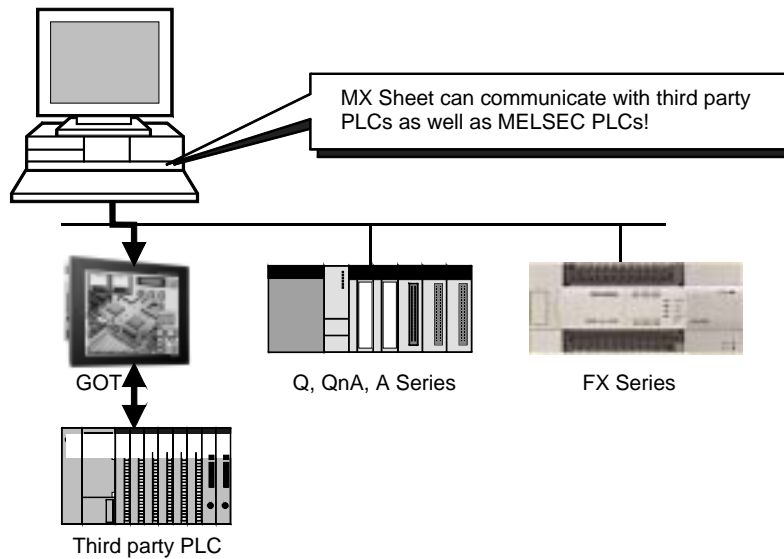 MX Sheet can communicate with third party
PLCs as well as MELSEC PLCs!
GOT
Q, QnA, A Series
FX Series
Third party PLC